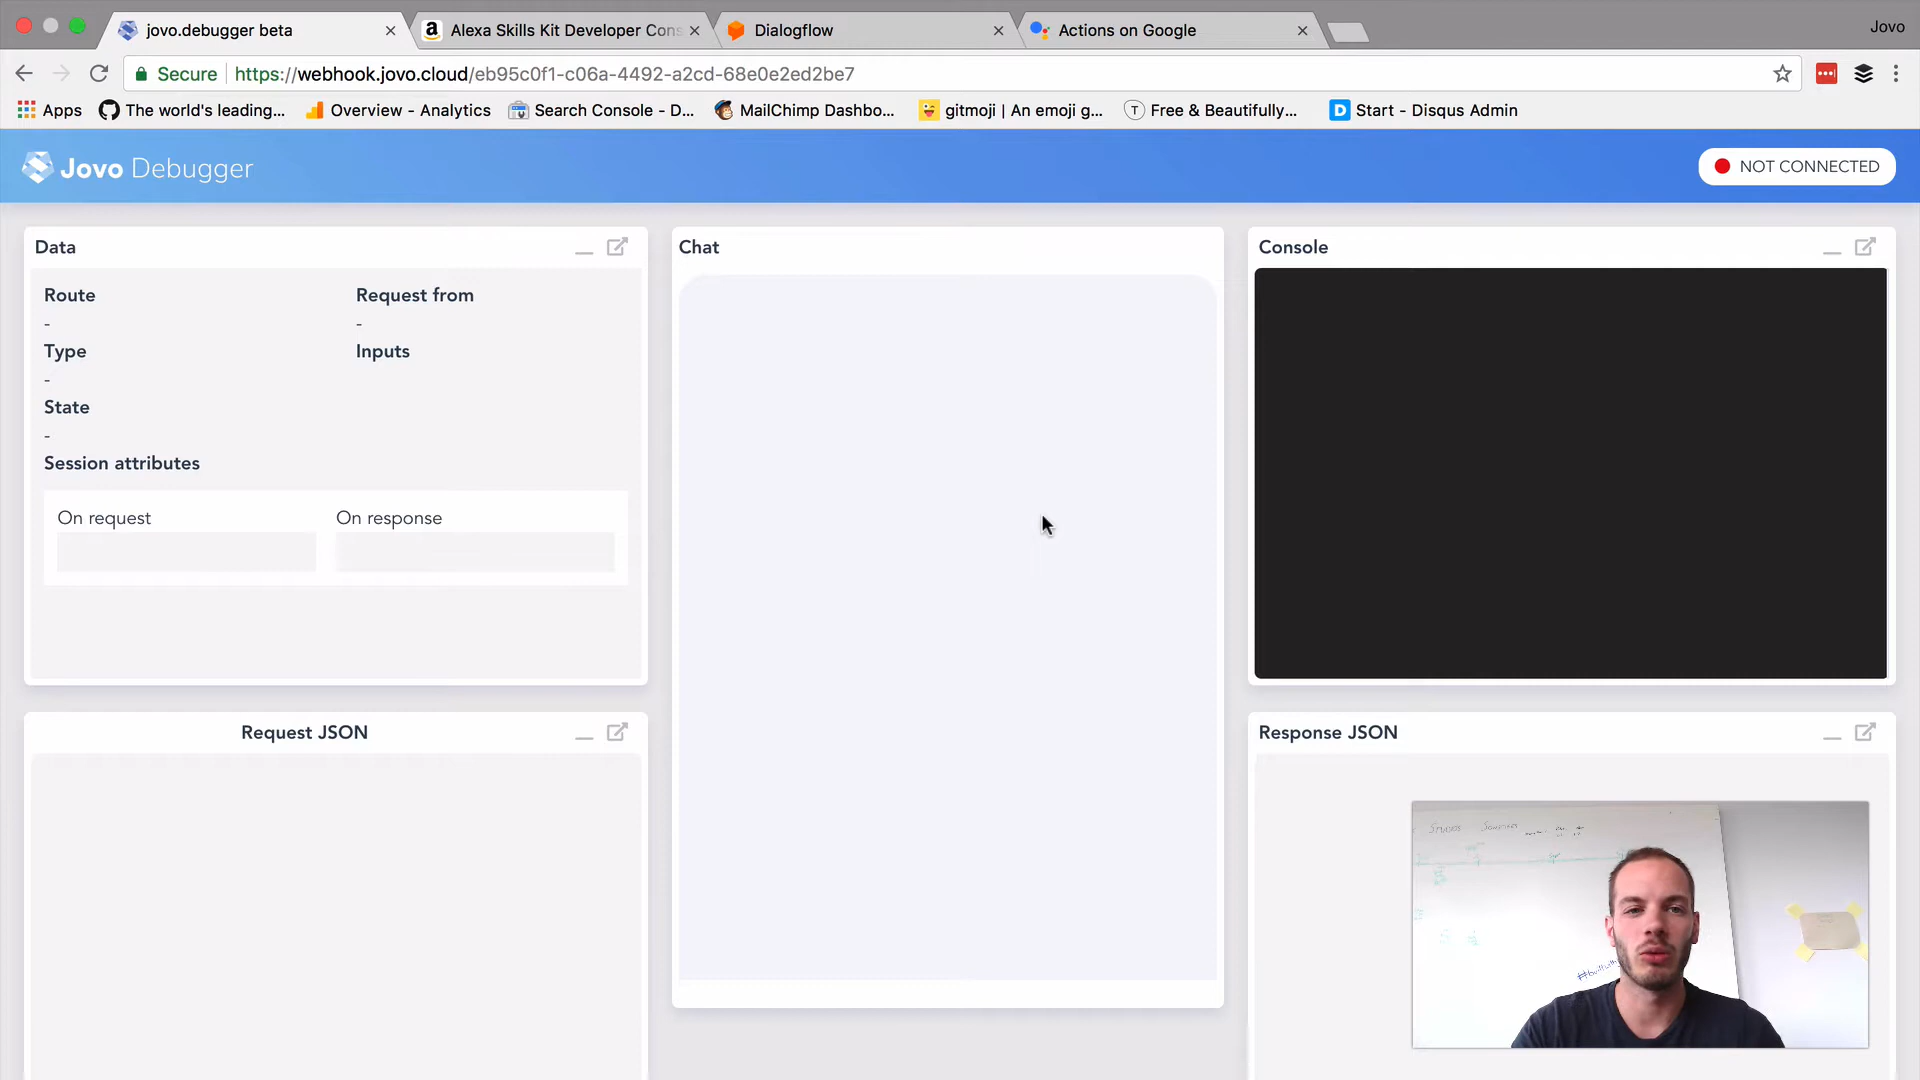 jovo.debugger beta
Alexa Skills Kit Developer Cons
Dialogflow
Actions on Google
Jovo
Secure https://webhook.jovo.cloud/eb95c0f1-c06a-4492-a2cd-68e0e2ed2be7
Apps The world's leading... Overview - Analytics Search Console - D... MailChimp Dashbo... gitmoji | An emoji g... Free & Beautifully... Start - Disqus Admin
Jovo Debugger
NOT CONNECTED
Data
Route
-
Type
-
State
-
Request from
-
Inputs
Session attributes
On request
On response
Request JSON
Chat
Console
Response JSON